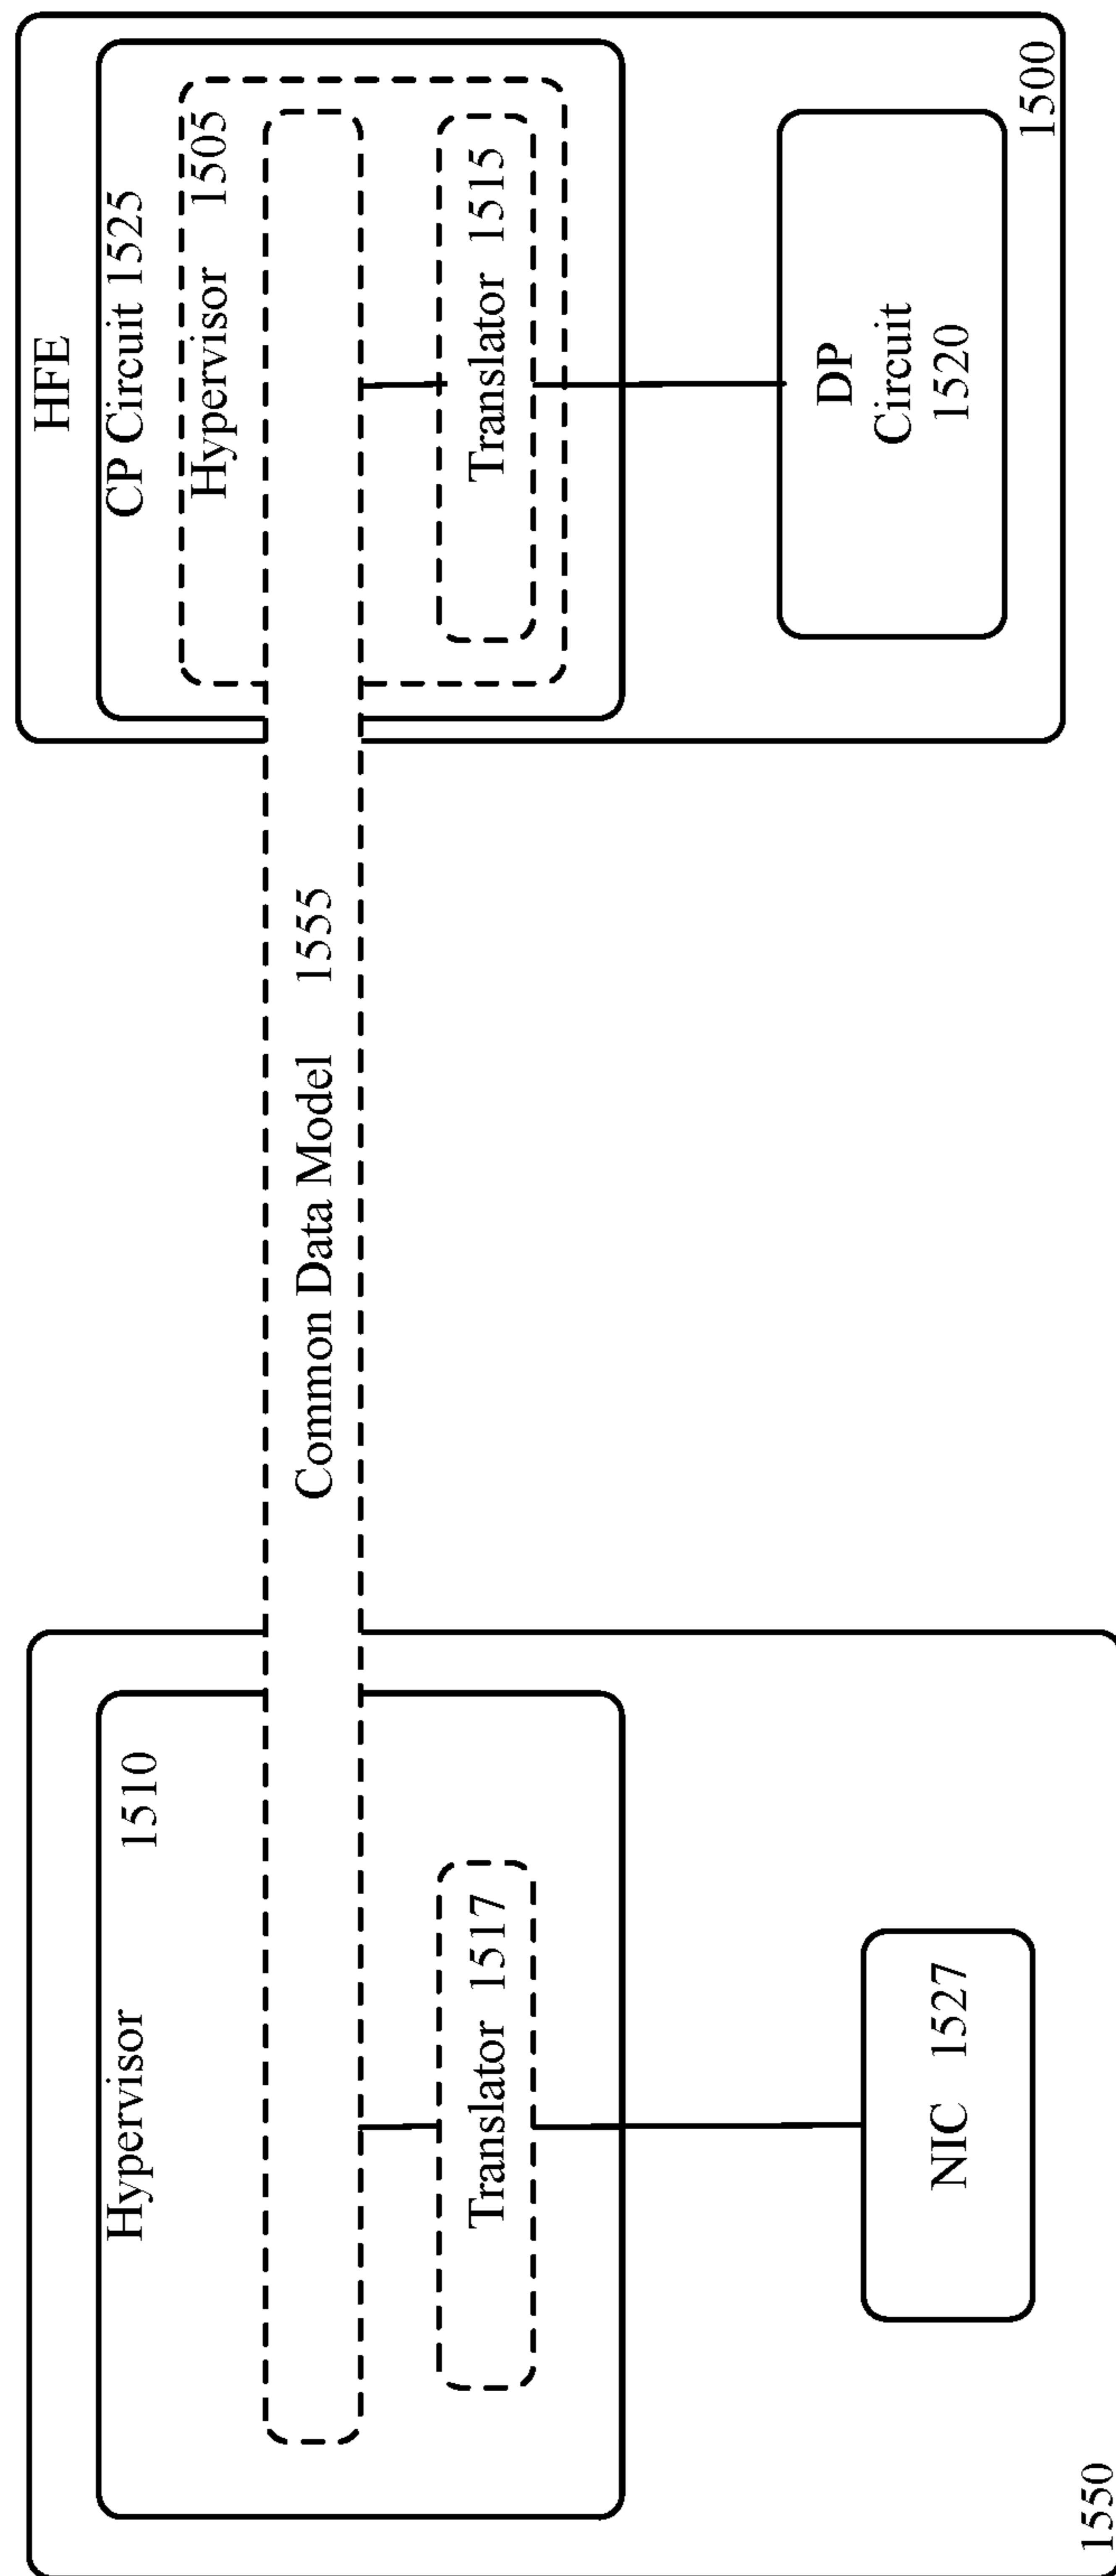 Hypervisor 1510
Common Data Model 1555
Translator 1517
NIC 1527
1550
HFE
CP Circuit 1525
Hypervisor 1505
Translator 1515
DP
Circuit
1520
1500